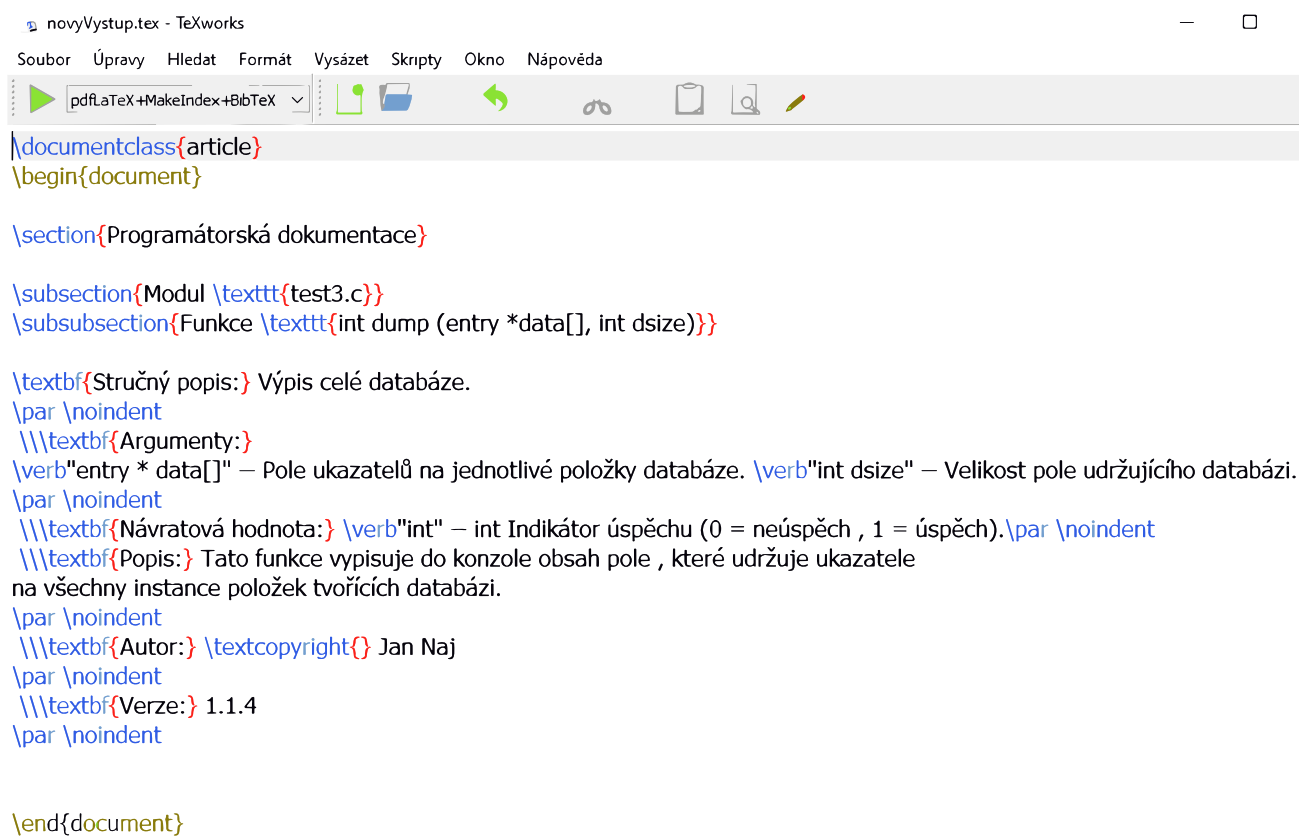 novyVystup.tex - TeXworks
Soubor Úpravy Hledat Formát Vysázet Skripty Okno Nápověda
pdfLaTeX+MakeIndex+BibTeX
\documentclass{article}
\begin{document}
\section{Programátorská dokumentace}
\subsection{Modul \texttt{test3.c}}
\subsubsection{Funkce \texttt{int dump (entry *data[], int dsize)}}
\textbf{Stručný popis:} Výpis celé databáze.
\par \noindent
\\\textbf{Argumenty:}
\verb"entry * data[]" – Pole ukazatelů na jednotlivé položky databáze. \verb"int dsize" – Velikost pole udržujícího databázi.
\par \noindent
\\\textbf{Návratová hodnota:} \verb"int" – int Indikátor úspěchu (0 = neúspěch , 1 = úspěch).\par \noindent
\\\textbf{Popis:} Tato funkce vypisuje do konzole obsah pole , které udržuje ukazatele
na všechny instance položek tvořících databázi.
\par \noindent
\\\textbf{Autor:} \textcopyright{} Jan Naj
\par \noindent
\\\textbf{Verze:} 1.1.4
\par \noindent
\end{document}